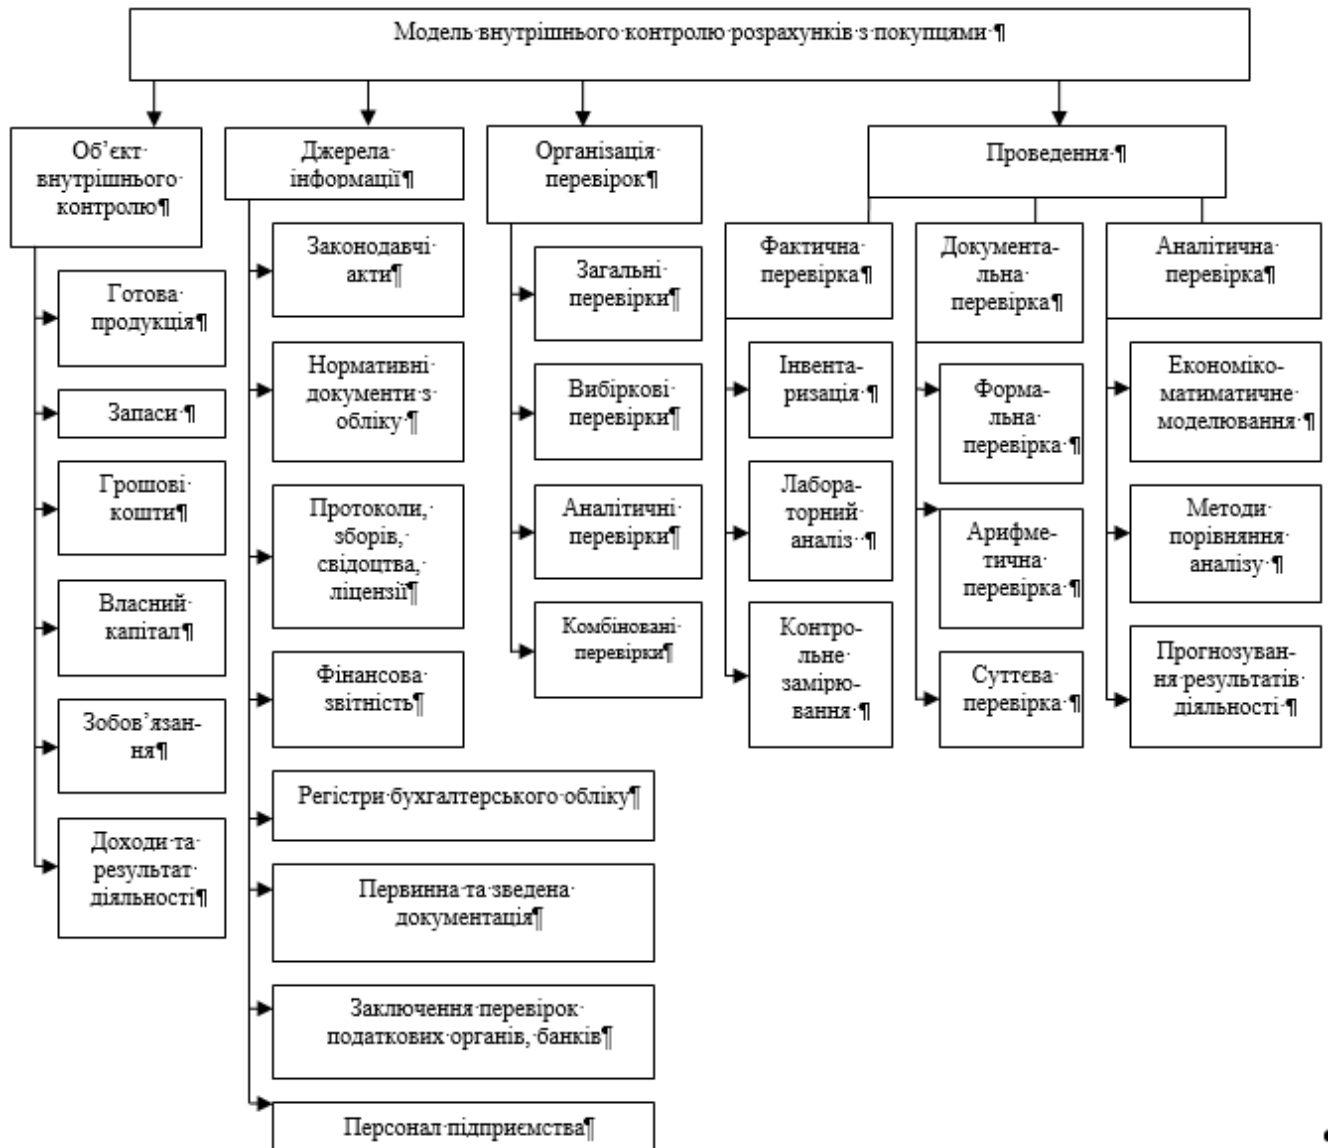 Модель внутрішнього контролю розрахунків з покупцями ¶
Об’єкт
внутрішнього
контролю¶
Джерела
інформації¶
Організація
перевірок¶
Проведення ¶
Готова
продукція¶
Запаси ¶
Грошові
кошти¶
Власний
капітал¶
Зобов’язан-
ня¶
Доходи та
результат
діяльності¶
Законодавчі
акти¶
Нормативні
документи з
обліку ¶
Протоколи,
зборів,
свідоцтва,
ліцензії¶
Фінансова
звітність¶
Регістри бухгалтерського обліку¶
Первинна та зведена
документація¶
Заключення перевірок
податкових органів, банків¶
Персонал підприємства¶
Загальні
перевірки¶
Вибіркові
перевірки¶
Аналітичні
перевірки¶
Комбіновані
перевірки¶
Фактична
перевірка¶
Інвента-
ризація¶
Лабора-
торний
аналіз ¶
Контро-
льне
замірю-
вання ¶
Документа-
льна
перевірка¶
Форма-
льна
перевірка ¶
Арифме-
тична
перевірка¶
Суттєва
перевірка ¶
Аналітична
перевірка¶
Економіко-
матиматичне
моделювання¶
Методи
порівняння
аналізу¶
Прогнозуван-
ня результатів
діяльності ¶